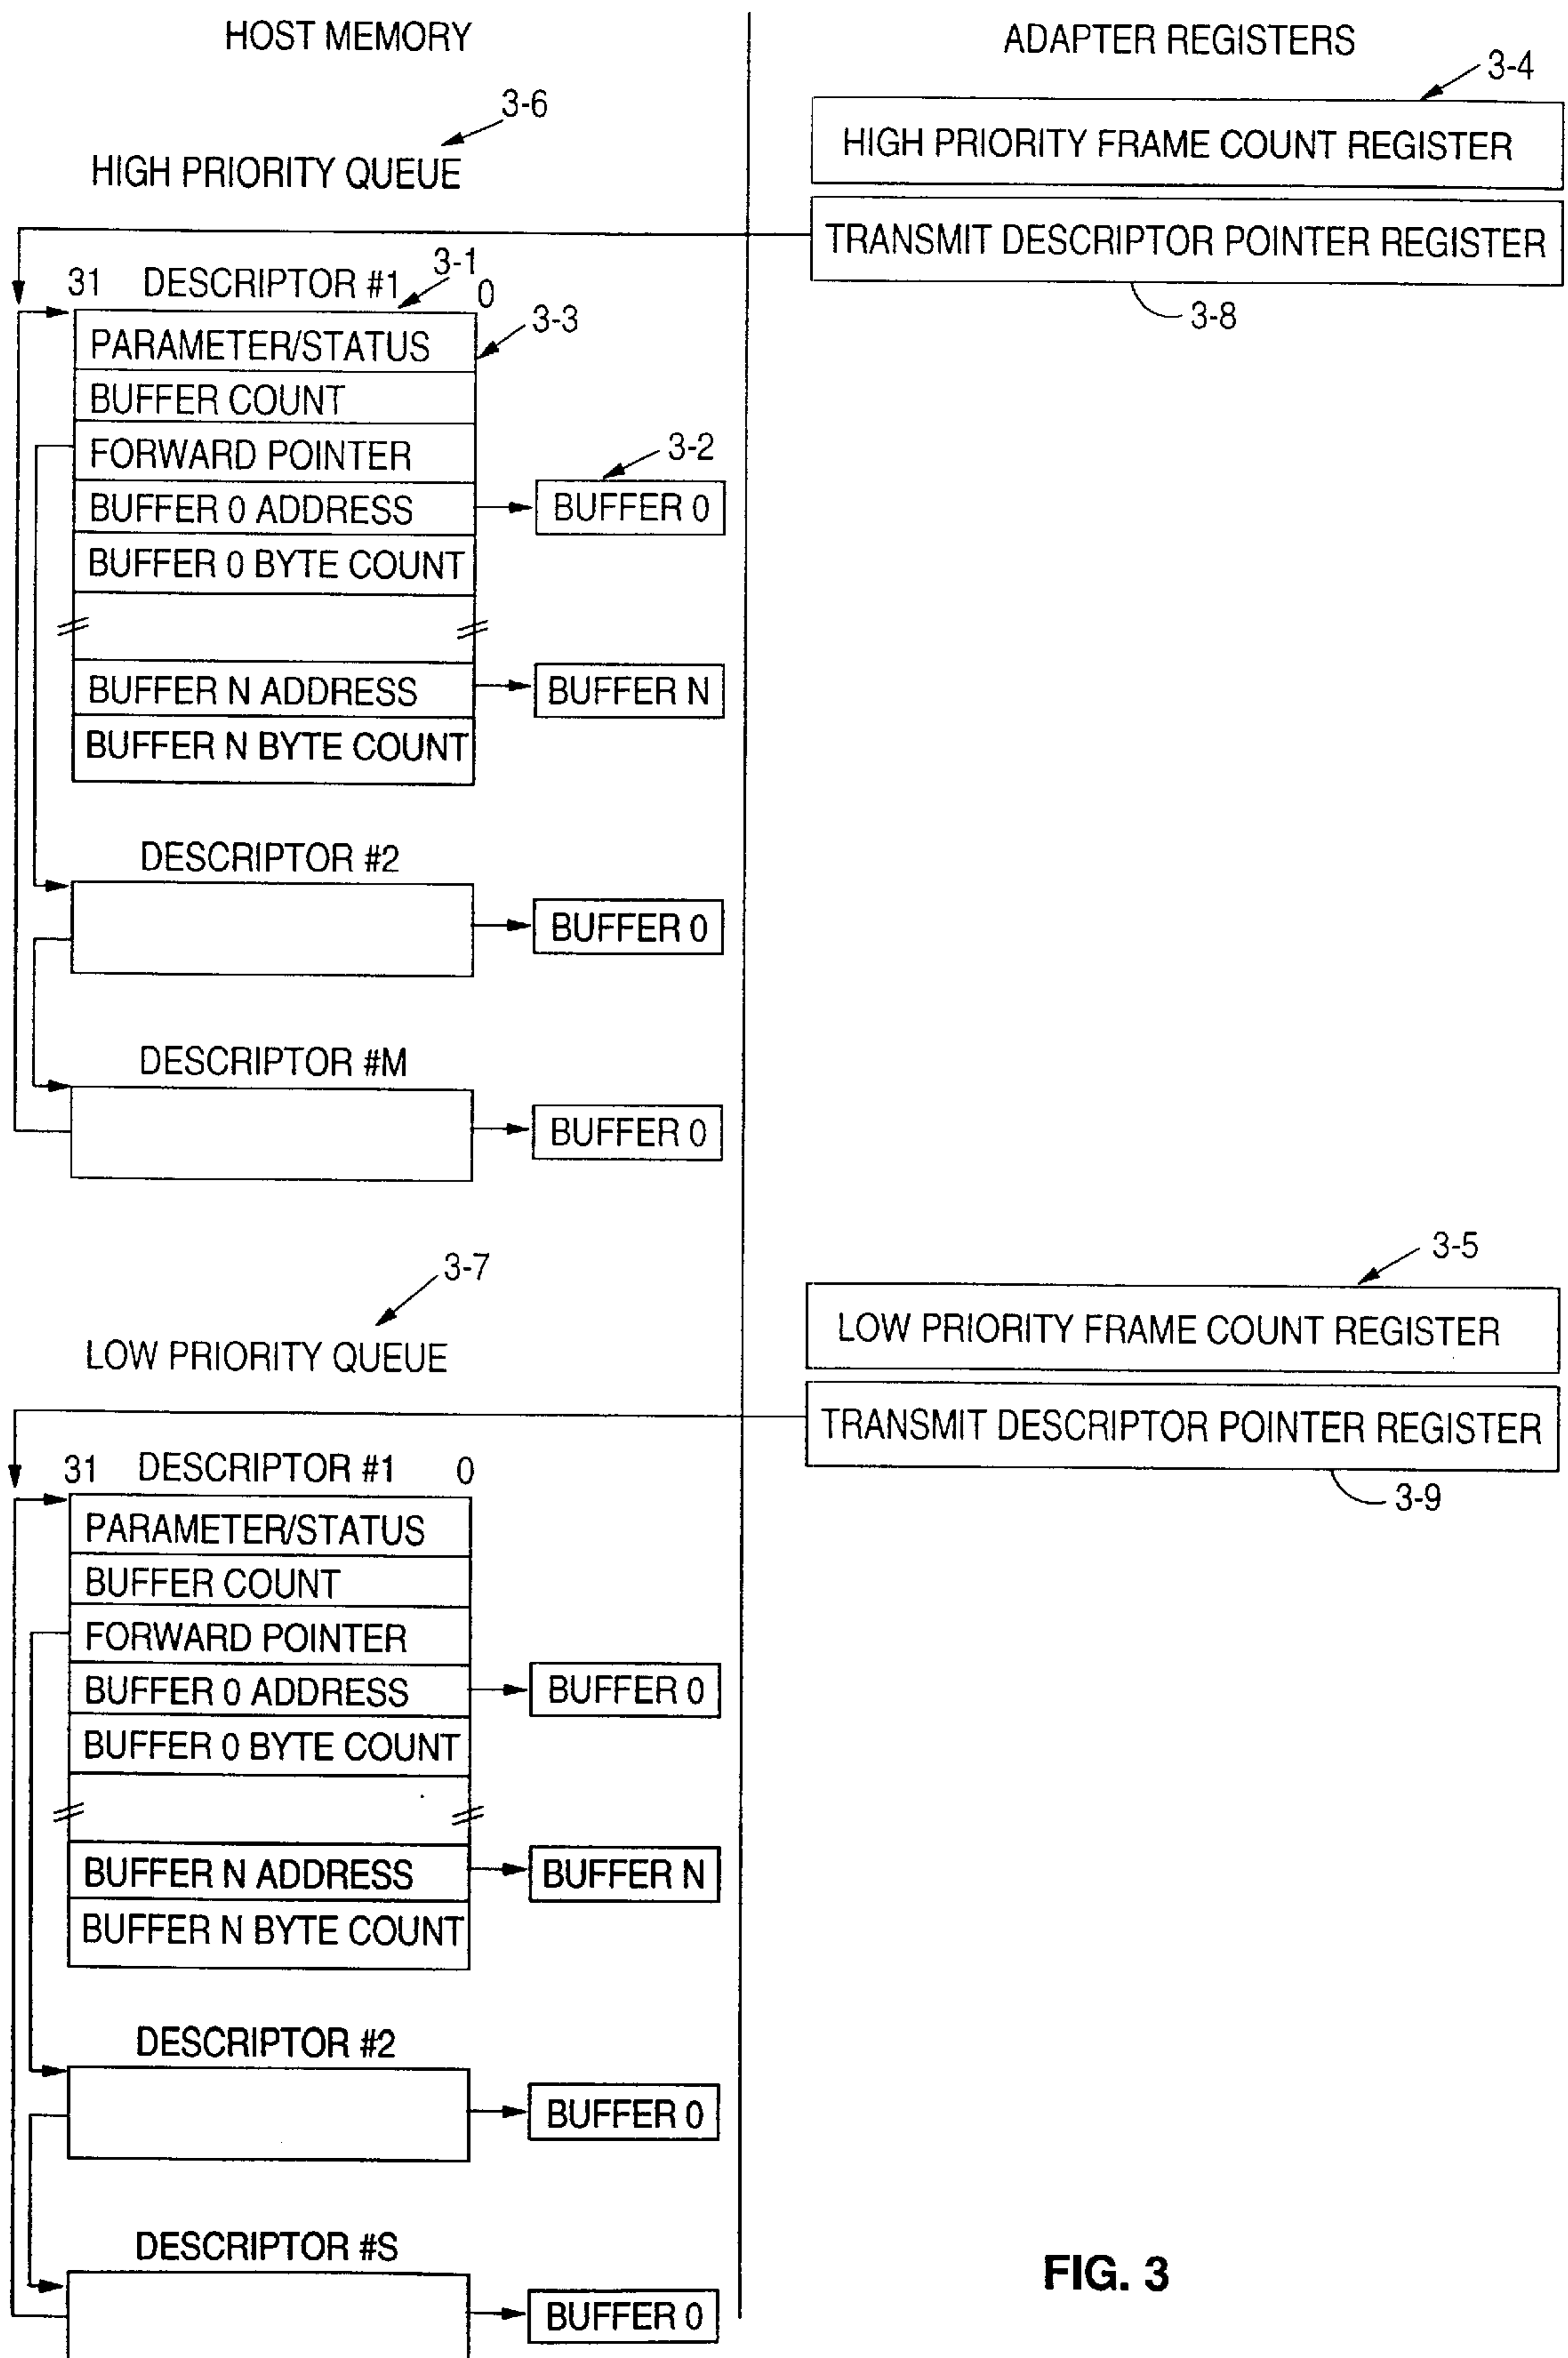 HOST MEMORY
ADAPTER REGISTERS
3-4
HIGH PRIORITY FRAME COUNT REGISTER
TRANSMIT DESCRIPTOR POINTER REGISTER
3-8
3-6
HIGH PRIORITY QUEUE
31 DESCRIPTOR #1 3-1 0
3-3
PARAMETER/STATUS
BUFFER COUNT
FORWARD POINTER
3-2
BUFFER 0 ADDRESS
BUFFER 0
BUFFER 0 BYTE COUNT
BUFFER N ADDRESS
BUFFER N
BUFFER N BYTE COUNT
DESCRIPTOR #2
BUFFER 0
DESCRIPTOR #M
BUFFER 0
3-5
LOW PRIORITY FRAME COUNT REGISTER
TRANSMIT DESCRIPTOR POINTER REGISTER
3-9
3-7
LOW PRIORITY QUEUE
31 DESCRIPTOR #1 0
PARAMETER/STATUS
BUFFER COUNT
FORWARD POINTER
BUFFER 0 ADDRESS
BUFFER 0
BUFFER 0 BYTE COUNT
BUFFER N ADDRESS
BUFFER N
BUFFER N BYTE COUNT
DESCRIPTOR #2
BUFFER 0
DESCRIPTOR #S
BUFFER 0
FIG. 3